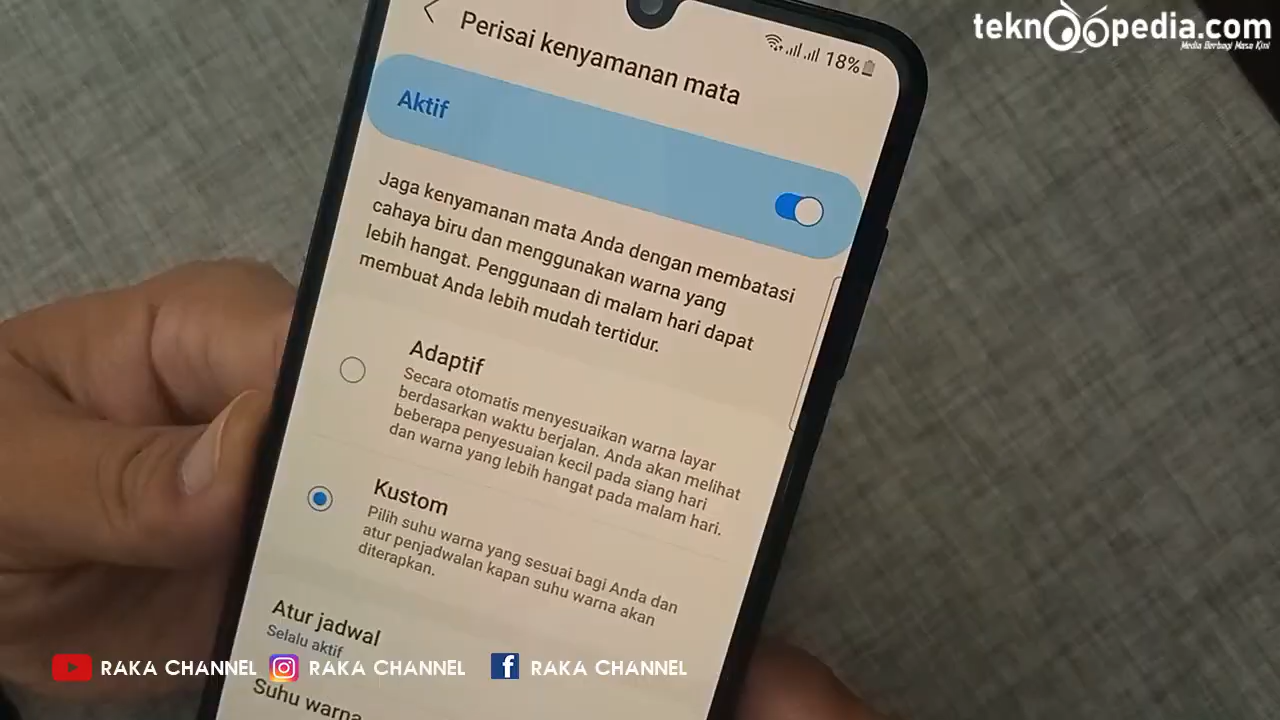 teknopedia.com
Media Berbagi Masa Kini
18%
Perisai kenyamanan mata
Aktif
Jaga kenyamanan mata Anda dengan membatasi
cahaya biru dan menggunakan warna yang
lebih hangat. Penggunaan di malam hari dapat
membuat Anda lebih mudah tertidur.
Adaptif
Secara otomatis menyesuaikan warna layar
berdasarkan waktu berjalan. Anda akan melihat
beberapa penyesuaian kecil pada siang hari
dan warna yang lebih hangat pada malam hari.
Kustom
Pilih suhu warna yang sesuai bagi Anda dan
atur penjadwalan kapan suhu warna akan
diterapkan.
Atur jadwal
Selalu aktif
Suhu warna
RAKA CHANNEL
RAKA CHANNEL
RAKA CHANNEL